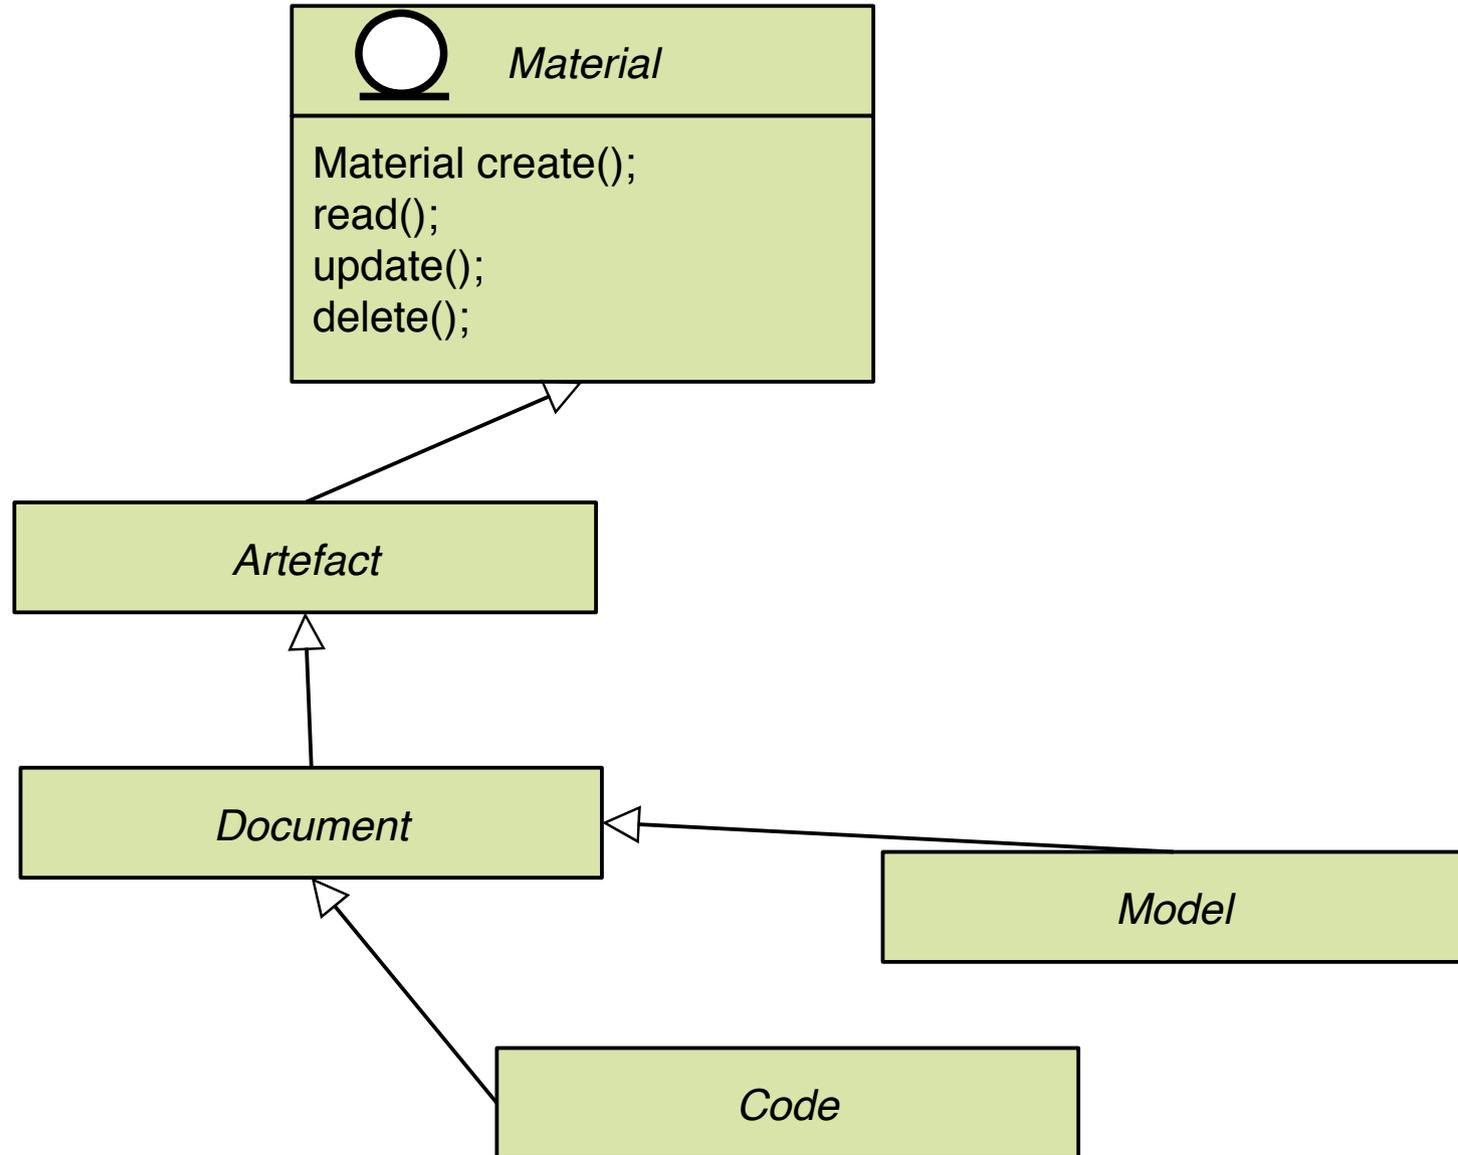 Material
Material create();
read();
update();
delete();
Artefact
Document
Model
Code